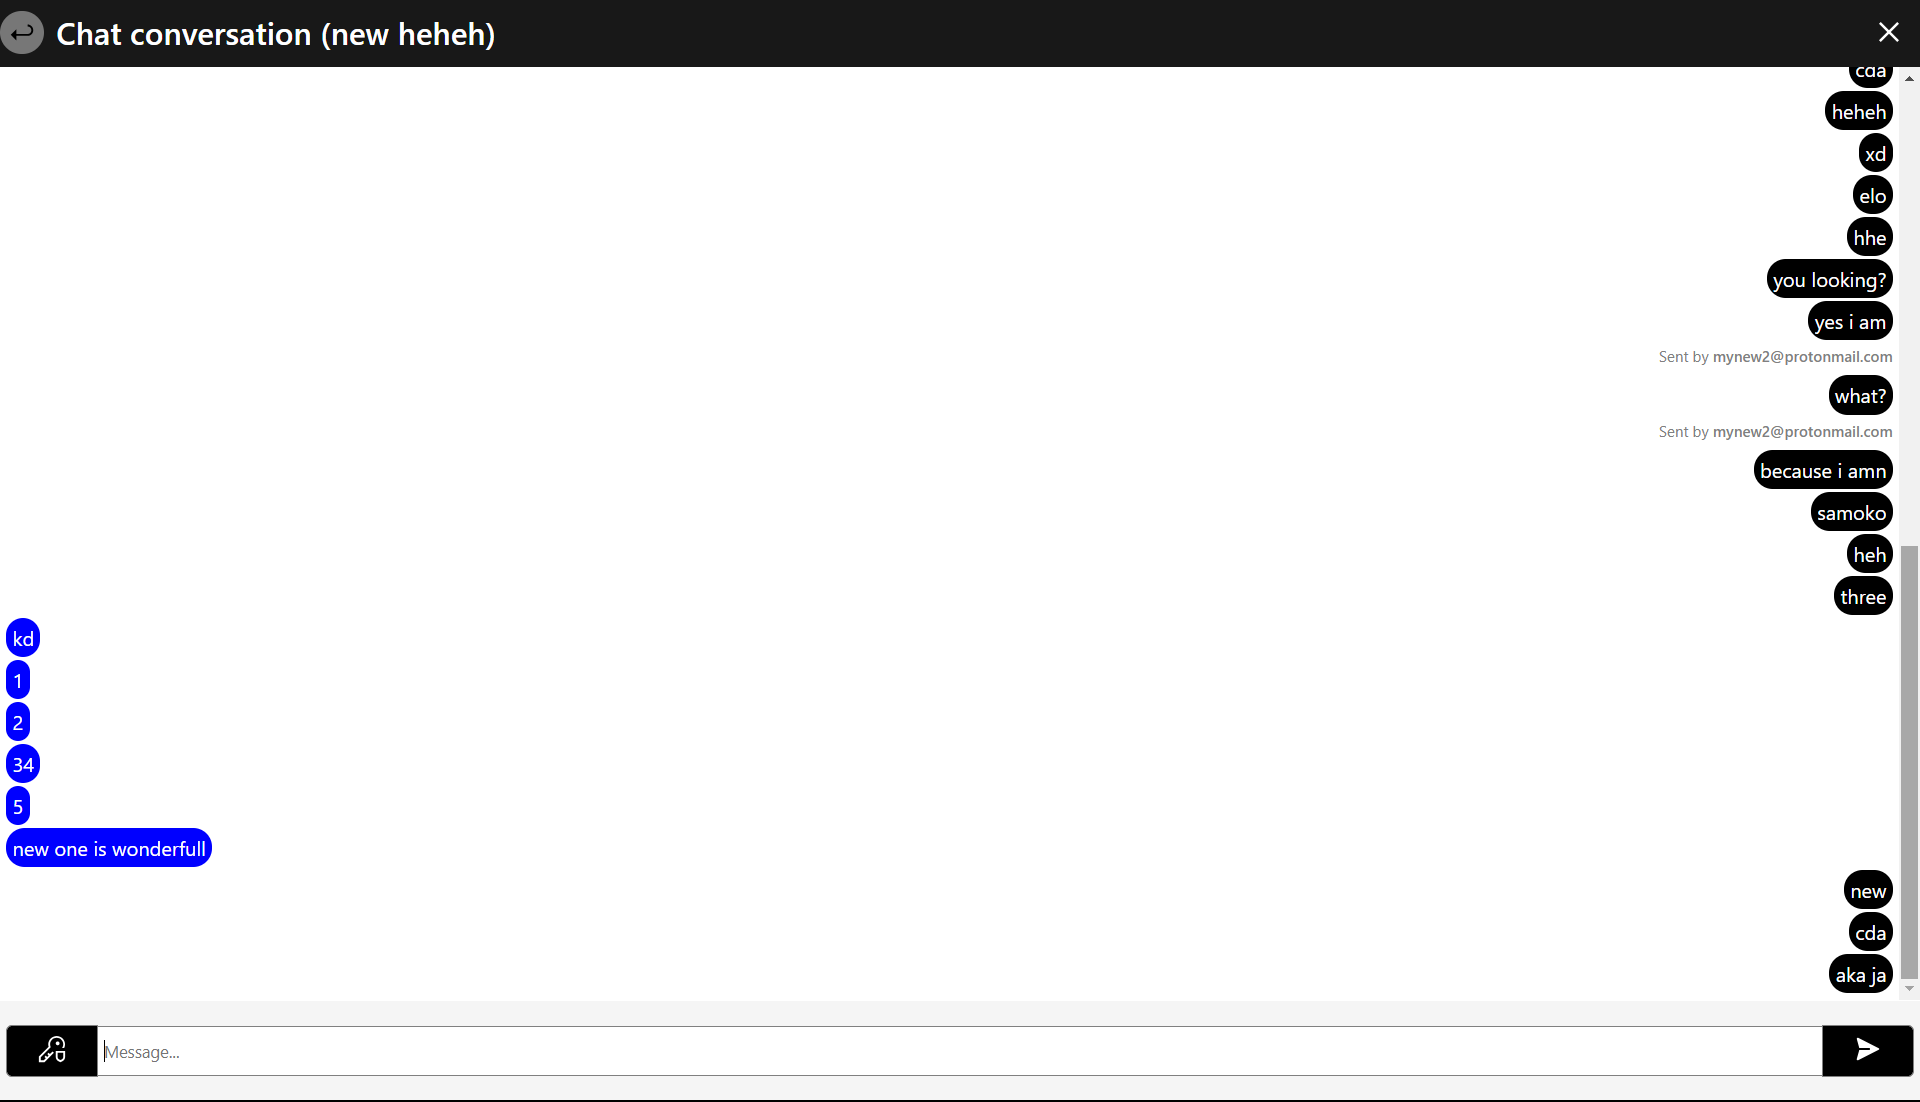 Chat conversation (new heheh)
cda
heheh
xd
elo
hhe
you looking?
yes i am
Sent by mynew2@protonmail.com
what?
Sent by mynew2@protonmail.com
because i amn
samoko
heh
three
kd
1
2
34
5
new one is wonderfull
new
cda
aka ja
Message...